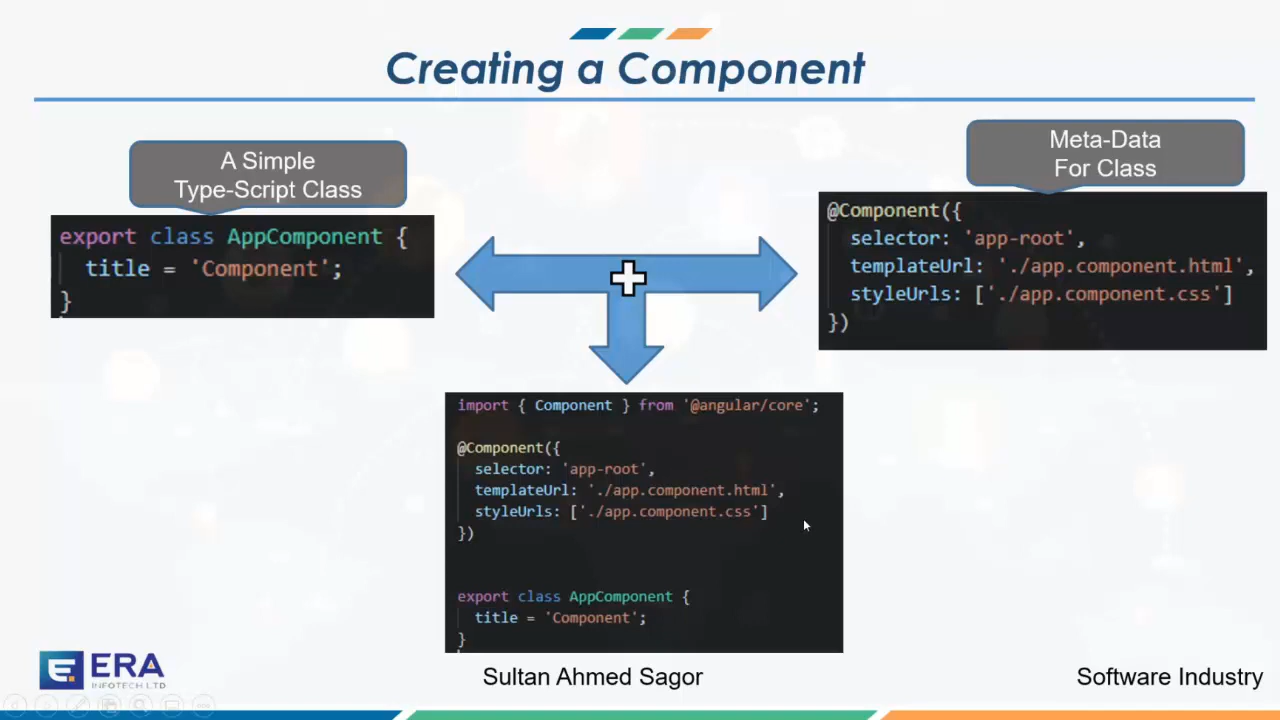 Creating a Component
A Simple
Type-Script Class
export class AppComponent {
title = 'Component';
}
Meta-Data
For Class
@Component({
selector: 'app-root',
templateUrl: './app.component.html',
styleUrls: ['./app.component.css']
})
import { Component } from '@angular/core';
@Component({
selector: 'app-root',
templateUrl: './app.component.html',
styleUrls: ['./app.component.css']
})
export class AppComponent {
title = 'Component';
}
ERA
INFOTECH LTD
Sultan Ahmed Sagor
Software Industry